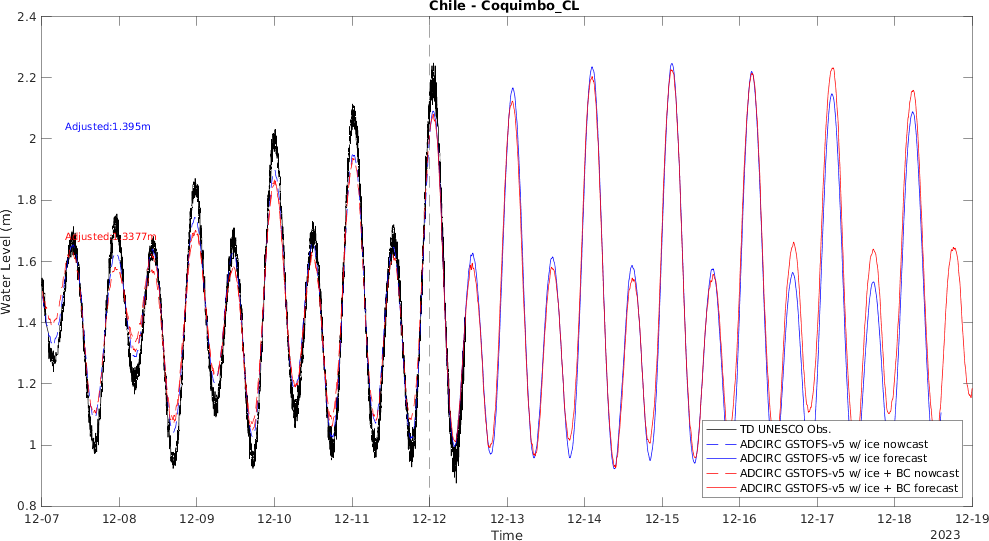 Chile - Coquimbo_CL
2.4
2.2
2
1.8
1.6
1.4
1.2
1
0.8
Water Level (m)
Adjusted:1.395m
12-07
12-08
12-09
12-10
12-11
12-12
12-13
12-14
12-15
12-16
12-17
12-18
12-19
Time
2023
TD UNESCO Obs.
ADCIRC GSTOFS-v5 w/ ice nowcast
ADCIRC GSTOFS-v5 w/ ice forecast
ADCIRC GSTOFS-v5 w/ ice + BC nowcast
ADCIRC GSTOFS-v5 w/ ice + BC forecast